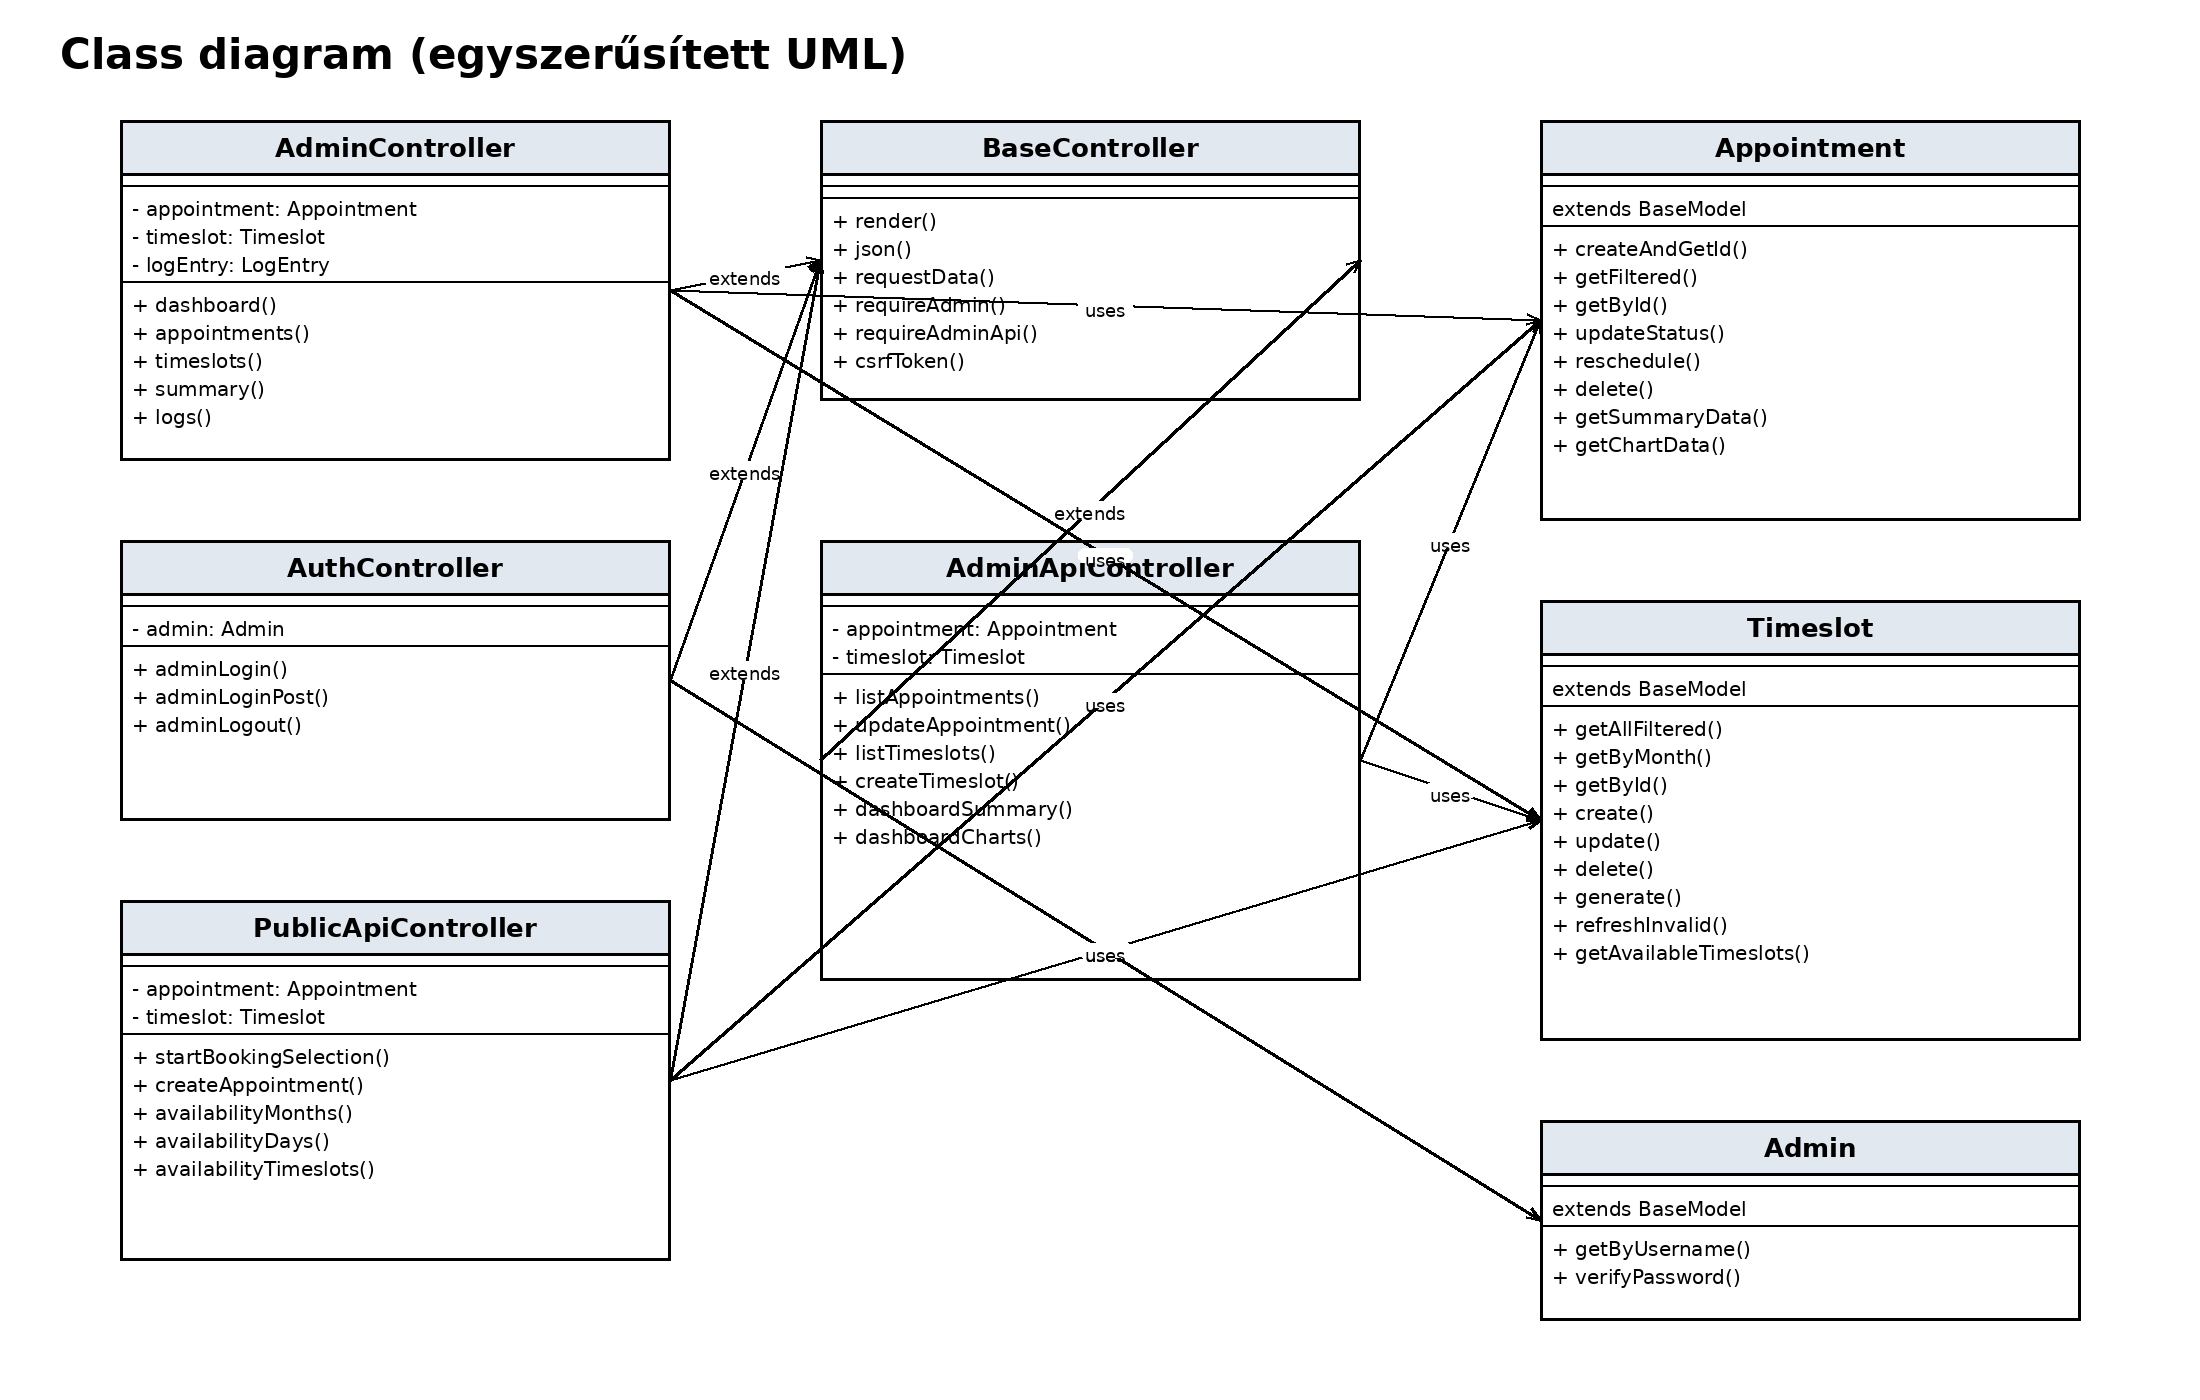 Class diagram (egyszerűsített UML)
AdminController
- appointment: Appointment
- timeslot: Timeslot
- logEntry: LogEntry
+ dashboard()
+ appointments()
+ timeslots()
+ summary()
+ logs()
BaseController
+ render()
+ json()
+ requestData()
+ requireAdmin()
+ requireAdminApi()
+ csrfToken()
Appointment
extends BaseModel
+ createAndGetId()
+ getFiltered()
+ getById()
+ updateStatus()
+ reschedule()
+ delete()
+ getSummaryData()
+ getChartData()
extends
uses
extends
extends
uses
uses
AuthController
- admin: Admin
+ adminLogin()
+ adminLoginPost()
+ adminLogout()
AdminApiController
- appointment: Appointment
- timeslot: Timeslot
+ listAppointments()
+ updateAppointment()
+ listTimeslots()
+ createTimeslot()
+ dashboardSummary()
+ dashboardCharts()
Timeslot
extends BaseModel
+ getAllFiltered()
+ getByMonth()
+ getById()
+ create()
+ update()
+ delete()
+ generate()
+ refreshInvalid()
+ getAvailableTimeslots()
extends
uses
uses
uses
PublicApiController
- appointment: Appointment
- timeslot: Timeslot
+ startBookingSelection()
+ createAppointment()
+ availabilityMonths()
+ availabilityDays()
+ availabilityTimeslots()
Admin
extends BaseModel
+ getByUsername()
+ verifyPassword()